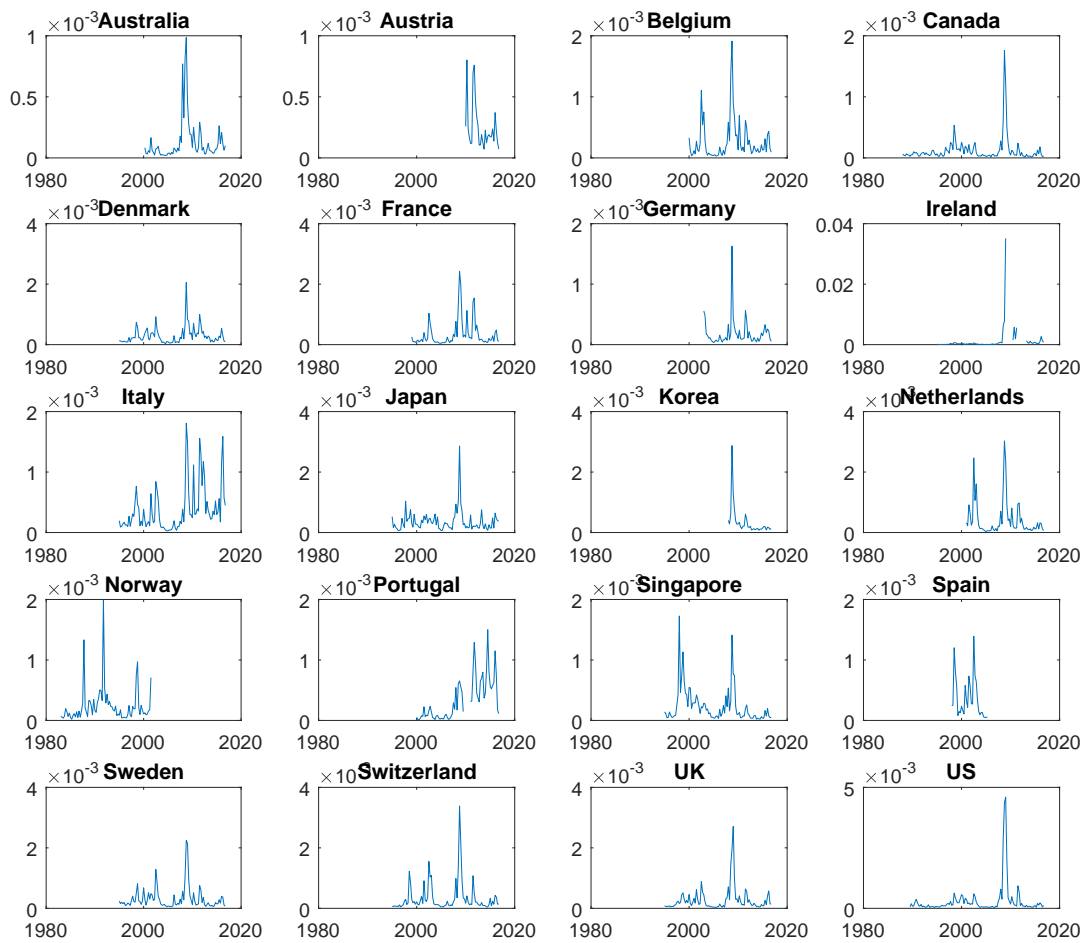 ×10-3 Australia
1
0.5
0
1980 2000 2020
×10-3 Austria
1
0.5
0
1980 2000 2020
×10-3 Belgium
2
1
0
1980 2000 2020
×10-3 Canada
2
1
0
1980 2000 2020
×10-3 Denmark
4
2
0
1980 2000 2020
×10-3 France
4
2
0
1980 2000 2020
×10-3 Germany
2
1
0
1980 2000 2020
Ireland
0.04
0.02
0
1980 2000 2020
×10-3 Italy
2
1
0
1980 2000 2020
×10-3 Japan
4
2
0
1980 2000 2020
×10-3 Korea
4
2
0
1980 2000 2020
×10-3 Netherlands
4
2
0
1980 2000 2020
×10-3 Norway
2
1
0
1980 2000 2020
×10-3 Portugal
2
1
0
1980 2000 2020
×10-3 Singapore
2
1
0
1980 2000 2020
×10-3 Spain
2
1
0
1980 2000 2020
×10-3 Sweden
4
2
0
1980 2000 2020
×10-3 Switzerland
4
2
0
1980 2000 2020
×10-3 UK
4
2
0
1980 2000 2020
×10-3 US
5
0
1980 2000 2020